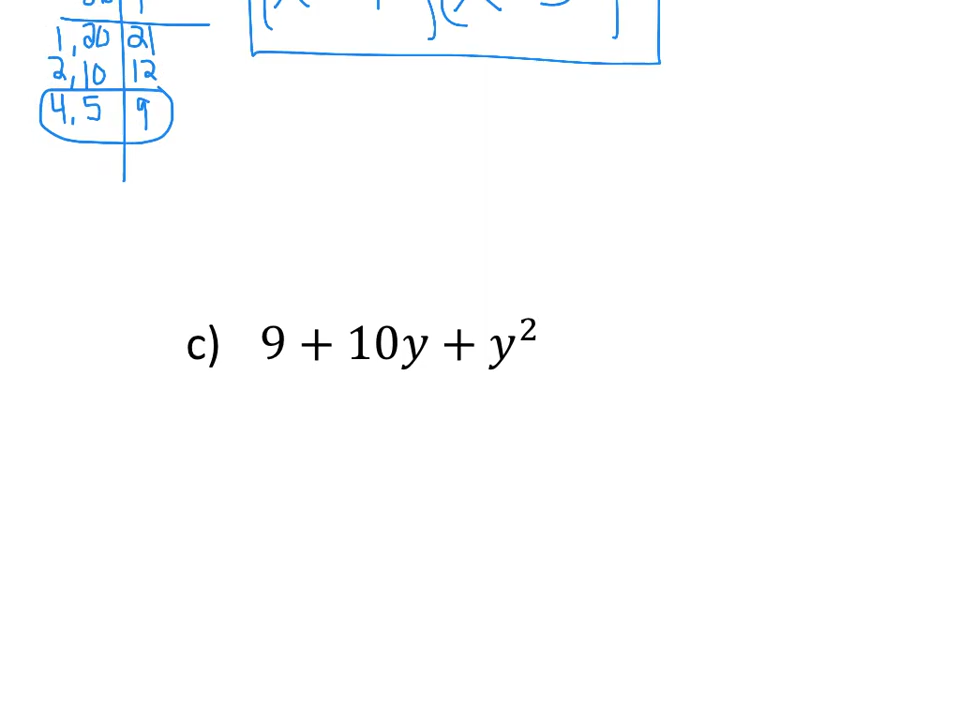 1, 20 | 21
2, 10 | 12
4, 5 | 9
c) 9 + 10y + y²